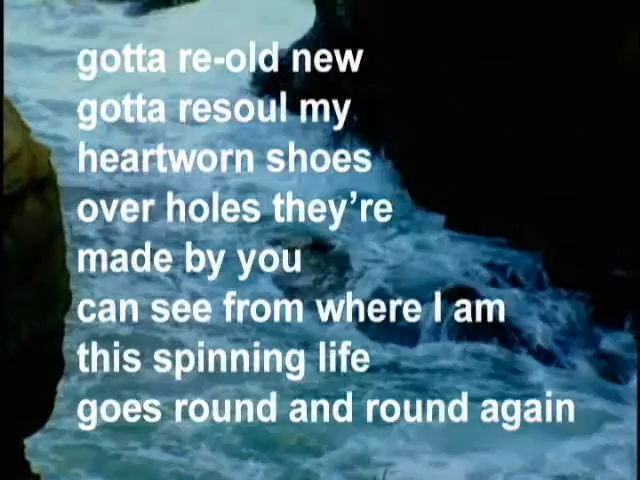 gotta re-old new
gotta resoul my
heartworn shoes
over holes they’re
made by you
can see from where I am
this spinning life
goes round and round again